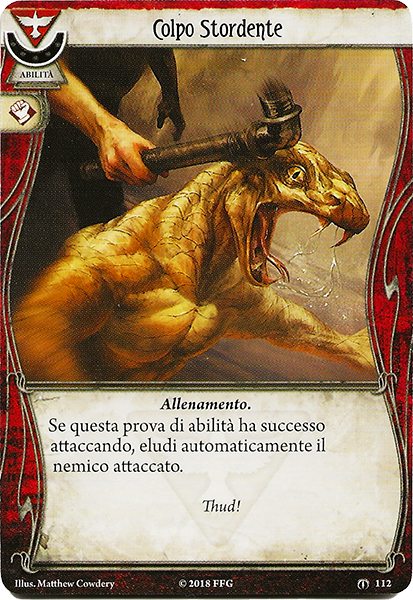 Colpo Stordente
ABILITÀ
Allenamento.
Se questa prova di abilità ha successo
attaccando, eludi automaticamente il
nemico attaccato.
Thud!
Illus. Matthew Cowdery © 2018 FFG 112